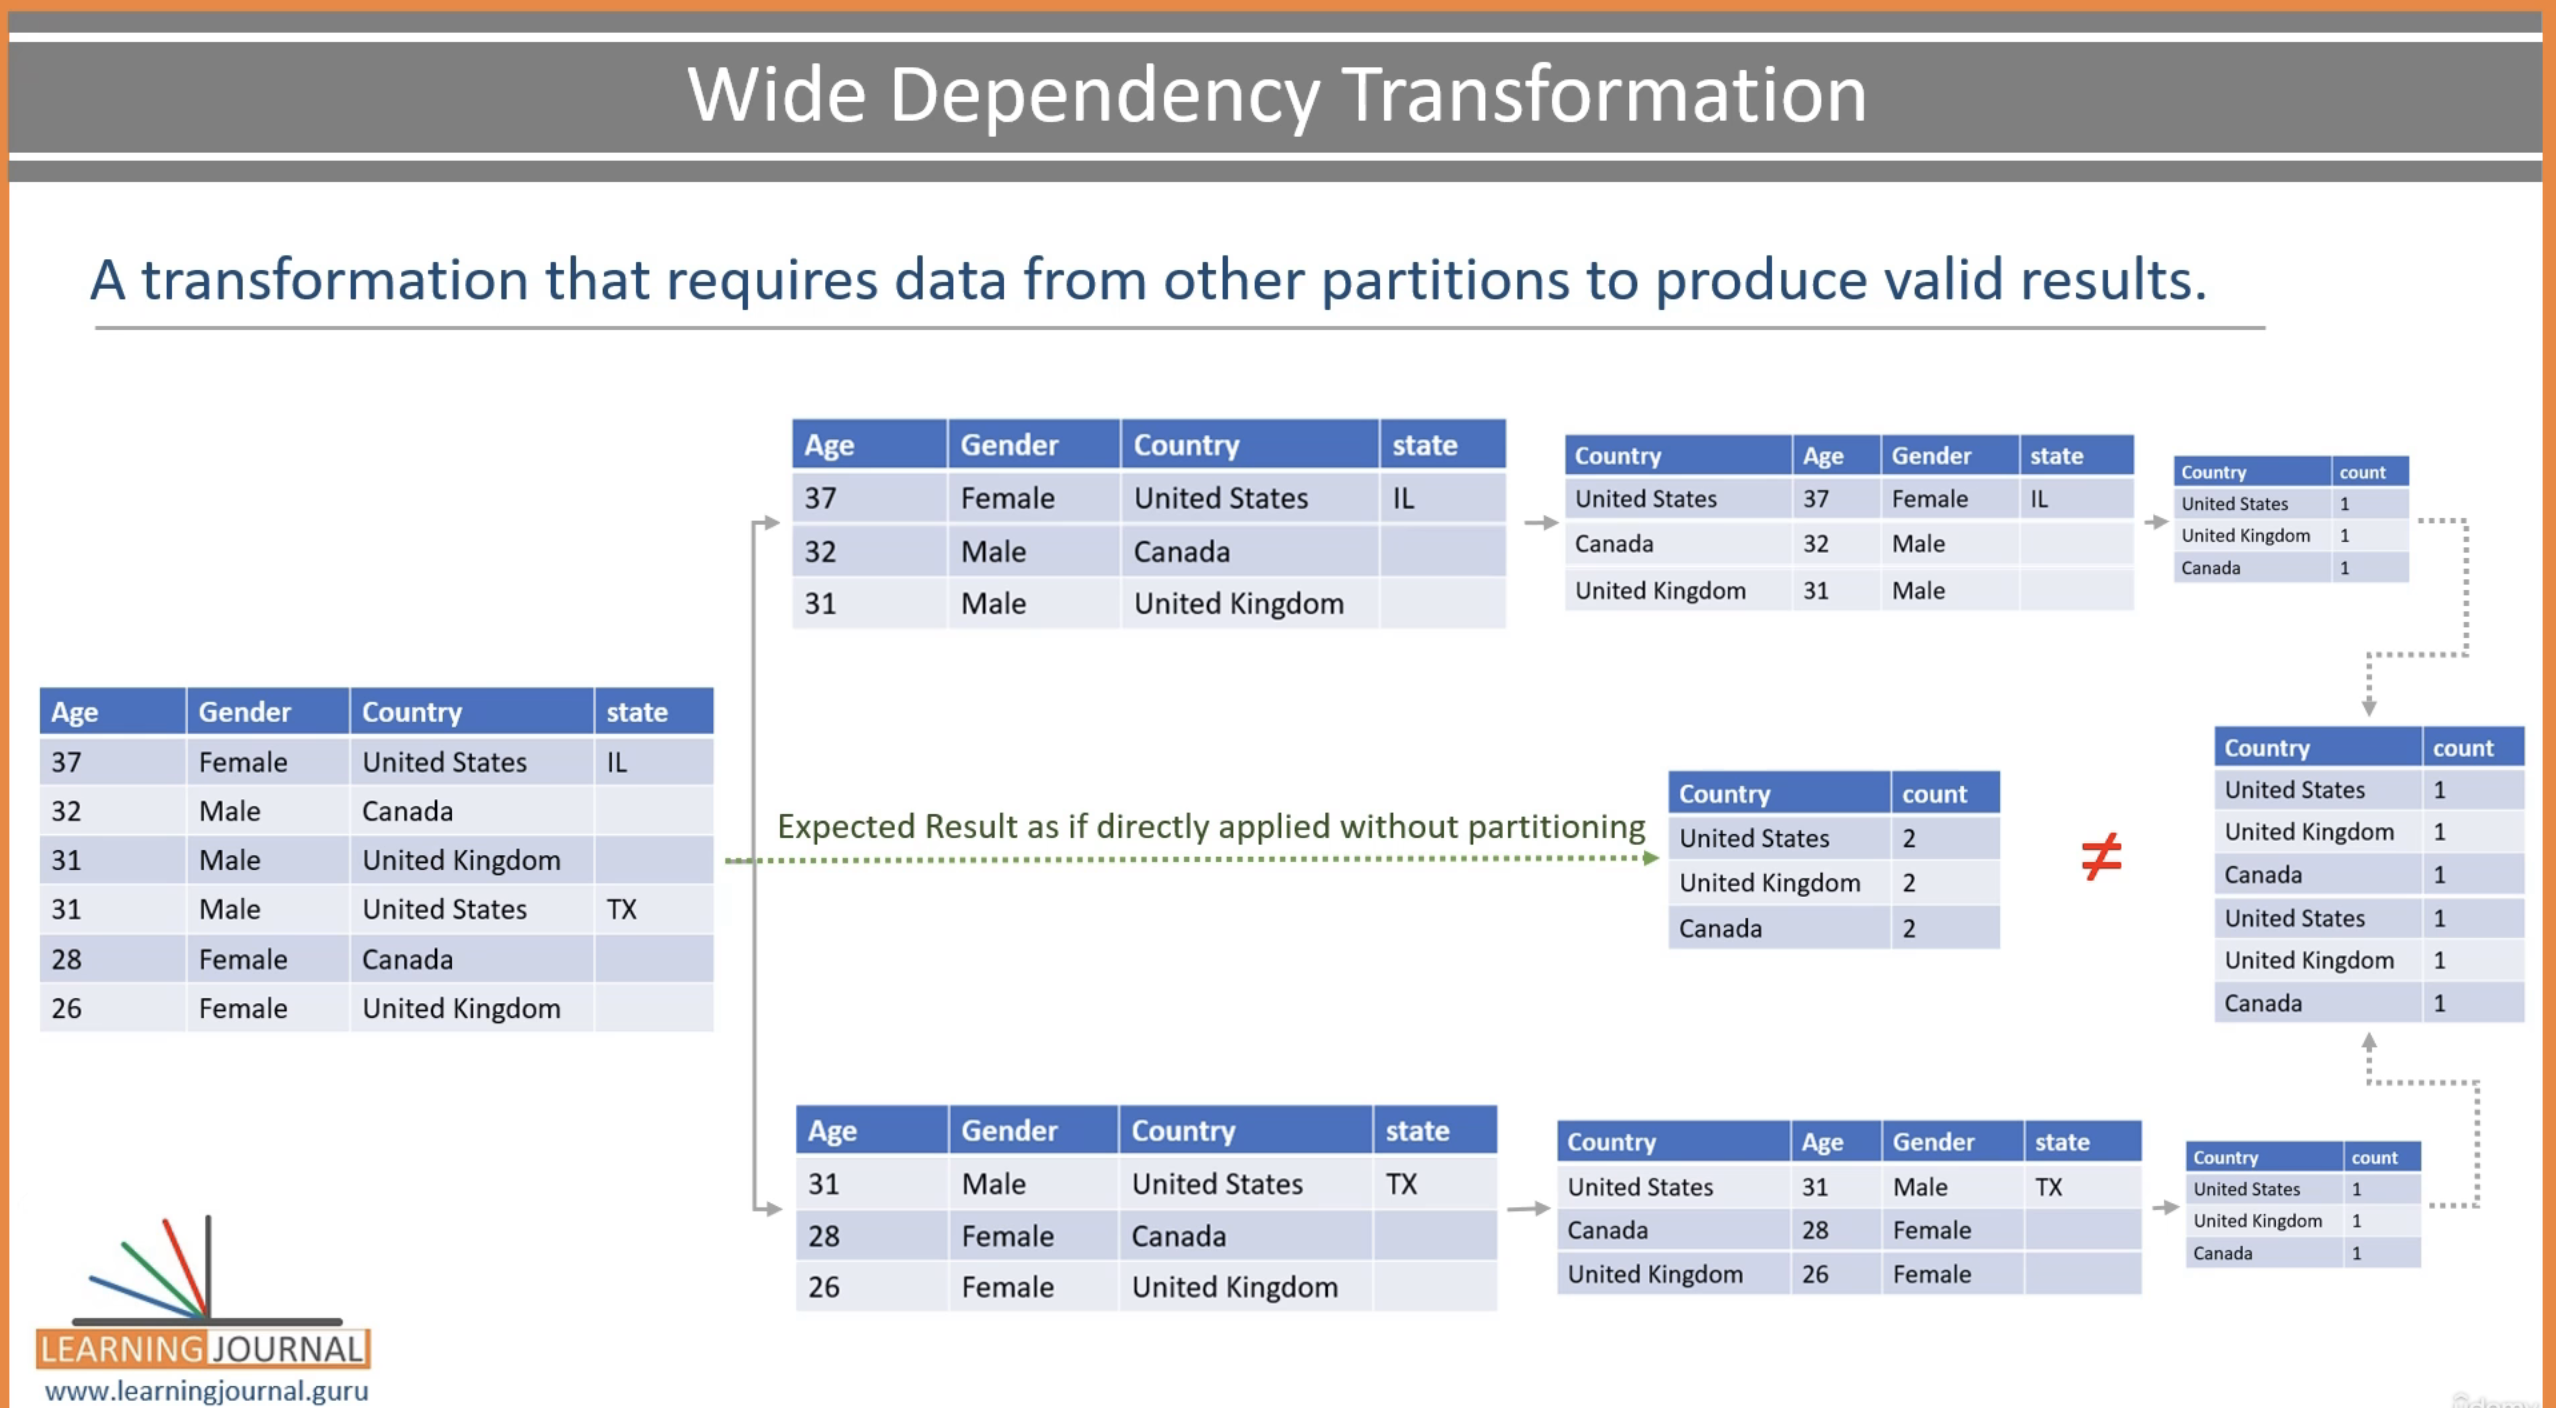 Wide Dependency Transformation
A transformation that requires data from other partitions to produce valid results.
Age Gender Country state
37 Female United States IL
32 Male Canada
31 Male United Kingdom
Country Age Gender state
United States 37 Female IL
Canada 32 Male
United Kingdom 31 Male
Country count
United States 1
United Kingdom 1
Canada 1
Age Gender Country state
37 Female United States IL
32 Male Canada
31 Male United Kingdom
31 Male United States TX
28 Female Canada
26 Female United Kingdom
Expected Result as if directly applied without partitioning
Country count
United States 2
United Kingdom 2
Canada 2
≠
Country count
United States 1
United Kingdom 1
Canada 1
United States 1
United Kingdom 1
Canada 1
Age Gender Country state
31 Male United States TX
28 Female Canada
26 Female United Kingdom
Country Age Gender state
United States 31 Male TX
Canada 28 Female
United Kingdom 26 Female
Country count
United States 1
United Kingdom 1
Canada 1
LEARNING JOURNAL
www.learningjournal.guru